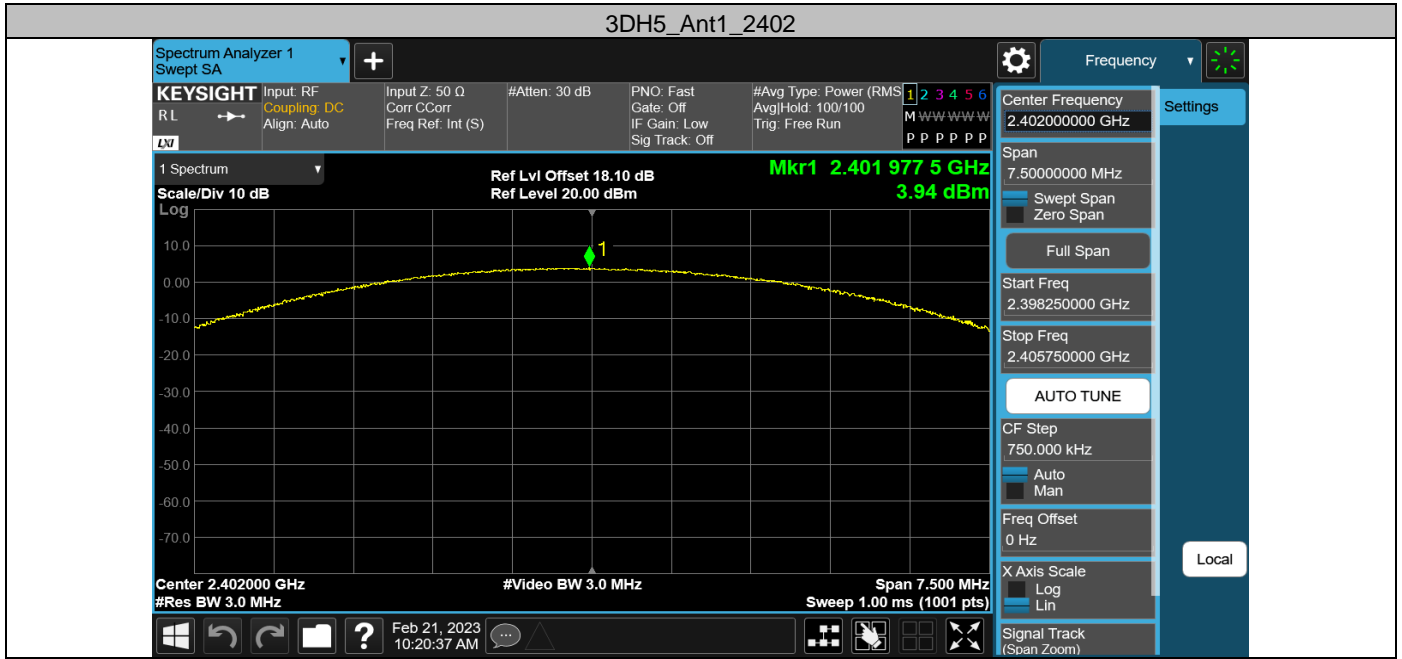 3DH5_Ant1_2402
Spectrum Analyzer 1
Swept SA
Frequency
KEYSIGHT
RL
LXI
Input: RF
Coupling: DC
Align: Auto
Input Z: 50 Ω
Corr CCorr
Freq Ref: Int (S)
#Atten: 30 dB
PNO: Fast
Gate: Off
IF Gain: Low
Sig Track: Off
#Avg Type: Power (RMS
Avg|Hold: 100/100
Trig: Free Run
1 2 3 4 5 6
M W W W W W
P P P P P P
1 Spectrum
Scale/Div 10 dB
Log
Ref Lvl Offset 18.10 dB
Ref Level 20.00 dBm
Mkr1 2.401 977 5 GHz
3.94 dBm
1
10.0
0.00
-10.0
-20.0
-30.0
-40.0
-50.0
-60.0
-70.0
Center 2.402000 GHz
#Res BW 3.0 MHz
#Video BW 3.0 MHz
Span 7.500 MHz
Sweep 1.00 ms (1001 pts)
?
Feb 21, 2023
10:20:37 AM
Center Frequency
2.402000000 GHz
Settings
Span
7.50000000 MHz
Swept Span
Zero Span
Full Span
Start Freq
2.398250000 GHz
Stop Freq
2.405750000 GHz
AUTO TUNE
CF Step
750.000 kHz
Auto
Man
Freq Offset
0 Hz
X Axis Scale
Log
Lin
Local
Signal Track
(Span Zoom)